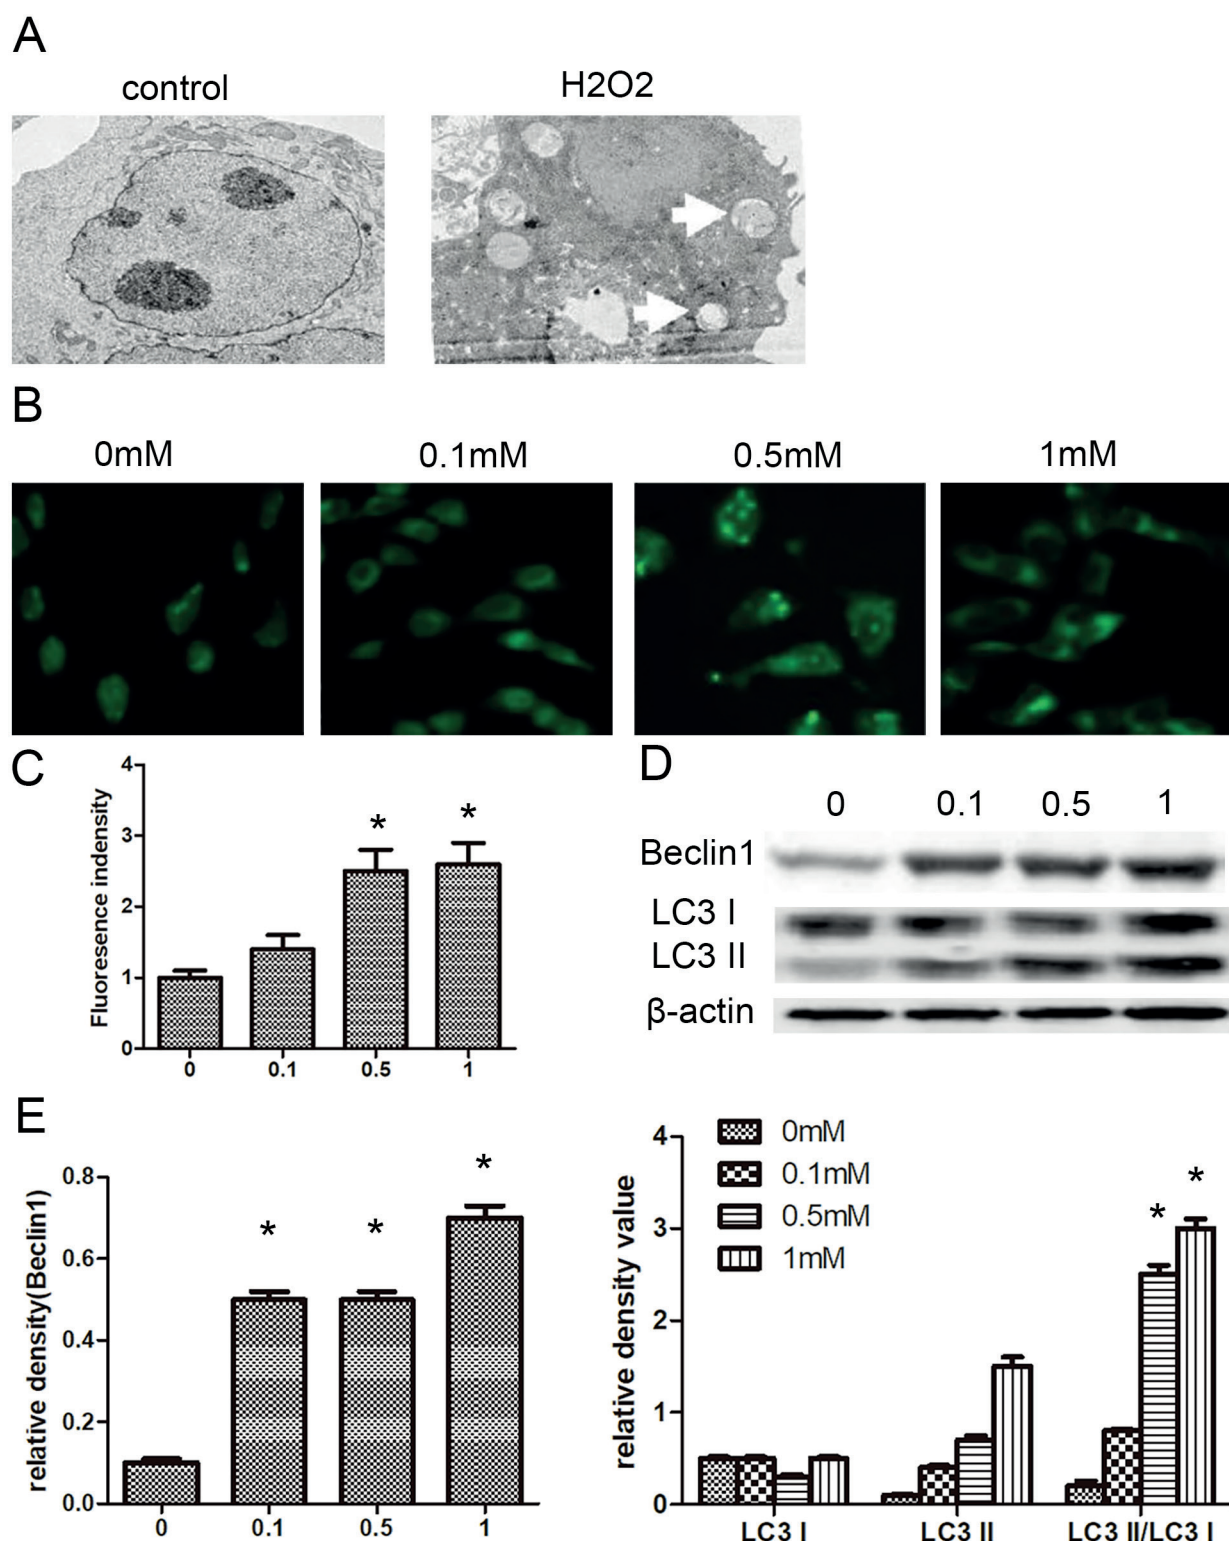 A
control H2O2
B
0mM 0.1mM 0.5mM 1mM
C
Fluoresence indensity
4
3
2
1
0
* *
0 0.1 0.5 1
D
0 0.1 0.5 1
Beclin1
LC3 I
LC3 II
β-actin
E
relative density(Beclin1)
0.8
0.6
0.4
0.2
0.0
* * *
0 0.1 0.5 1
relative density value
4
3
2
1
0
0mM
0.1mM
0.5mM
1mM
* *
LC3 I LC3 II LC3 II/LC3 I